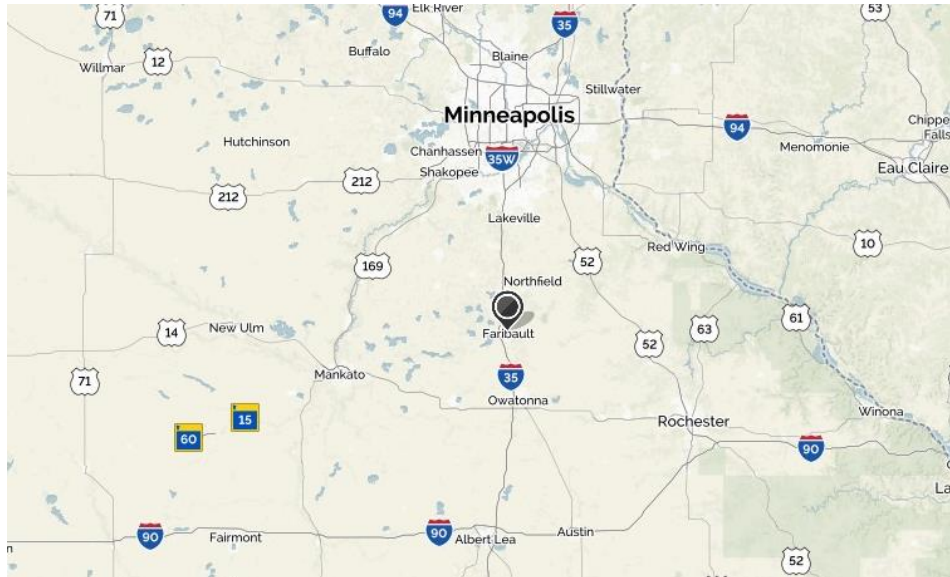 71
94
Elk River
35
53
Buffalo
Blaine
Willmar
12
Stillwater
Minneapolis
94
Hutchinson
Chanhassen
35W
Menomonie
Chippe
Falls
Shakopee
Eau Claire
212
212
Lakeville
Red Wing
10
169
52
Northfield
61
14
New Ulm
Faribault
63
52
71
Mankato
35
Owatonna
15
60
Rochester
Winona
90
La
90
Fairmont
90
Albert Lea
Austin
n
52